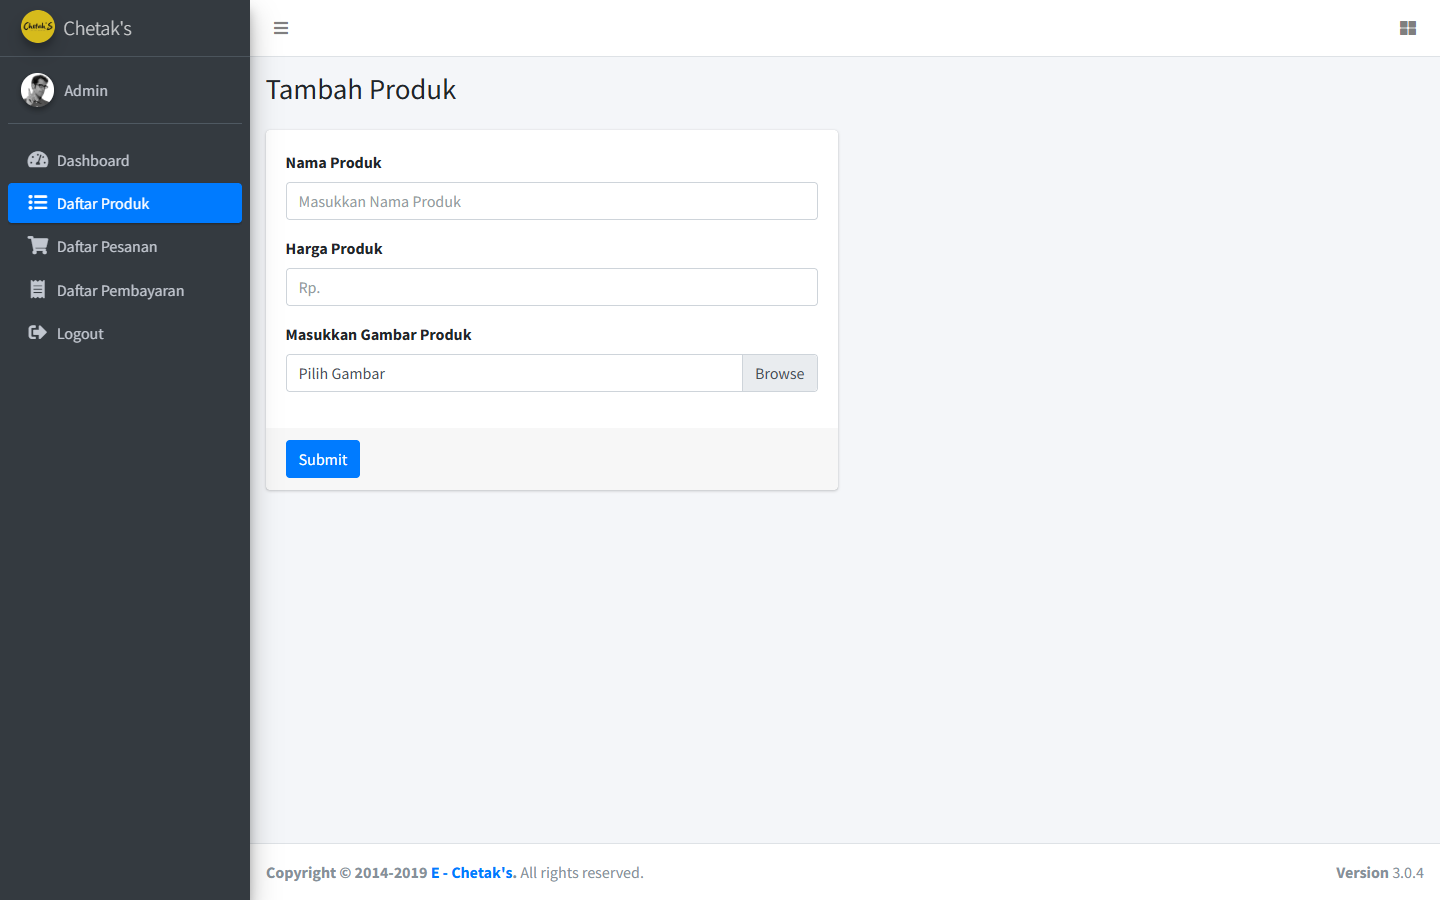 Chetak'S
Chetak's
Admin
Dashboard
Daftar Produk
Daftar Pesanan
Daftar Pembayaran
Logout
Tambah Produk
Nama Produk
Masukkan Nama Produk
Harga Produk
Rp.
Masukkan Gambar Produk
Pilih Gambar Browse
Submit
Copyright © 2014-2019 E - Chetak's. All rights reserved. Version 3.0.4